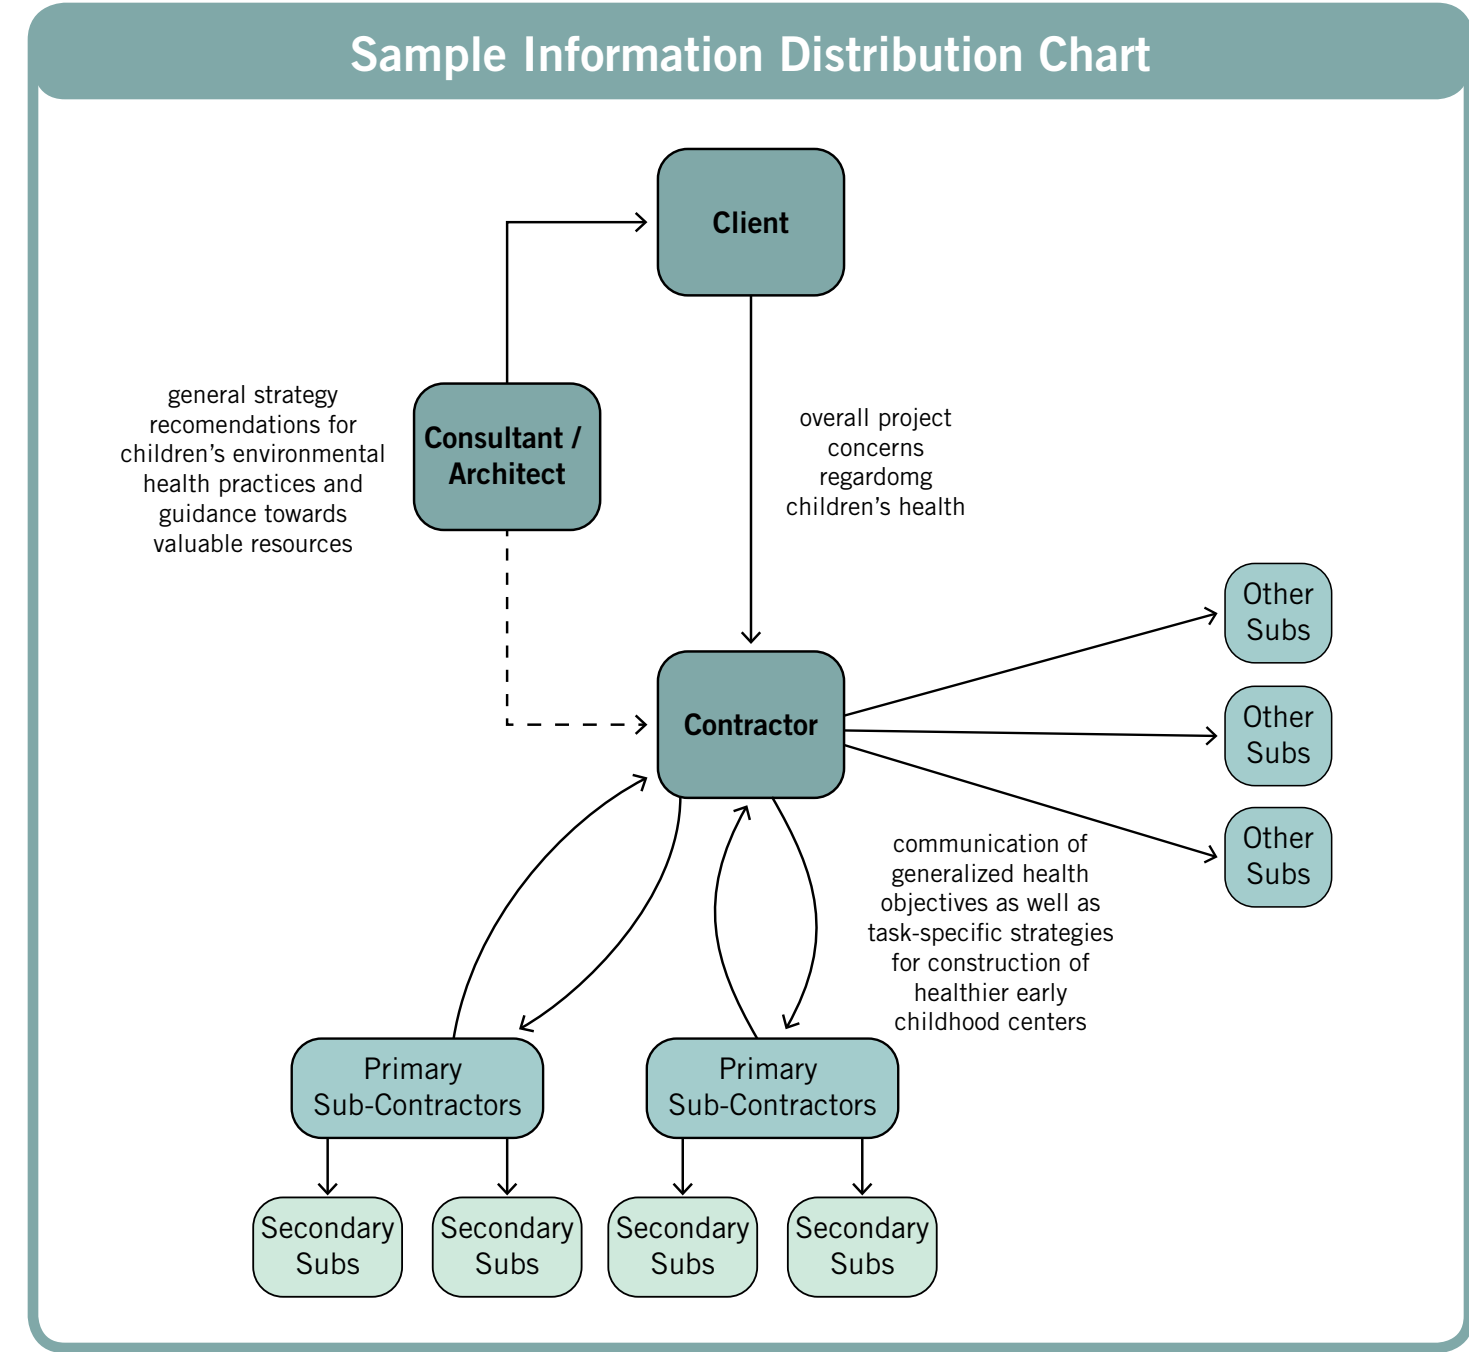 Sample Information Distribution Chart
Client
general strategy
recomendations for
children’s environmental
health practices and
guidance towards
valuable resources
Consultant /
Architect
overall project
concerns
regardomg
children’s health
Contractor
Other
Subs
Other
Subs
Other
Subs
communication of
generalized health
objectives as well as
task-specific strategies
for construction of
healthier early
childhood centers
Primary
Sub-Contractors
Primary
Sub-Contractors
Secondary
Subs
Secondary
Subs
Secondary
Subs
Secondary
Subs